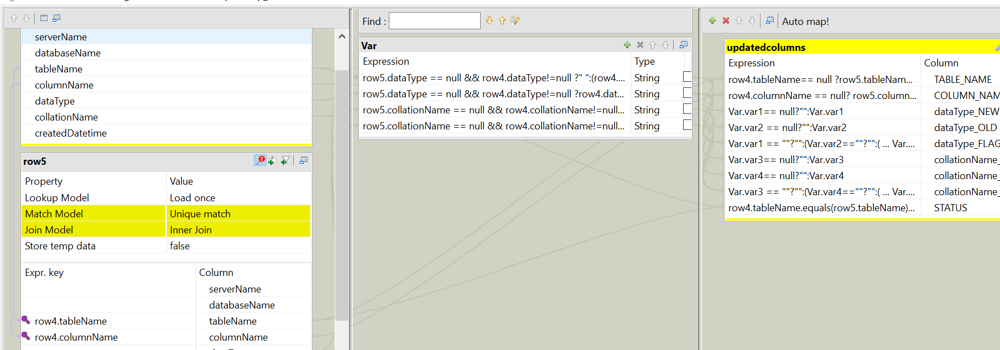 serverName
databaseName
tableName
columnName
dataType
collationName
createdDatetime
row5
2
Property Value
Lookup Model Load once
Match Model Unique match
Join Model Inner Join
Store temp data false
Expr. key Column
serverName
databaseName
row4.tableName tableName
row4.columnName columnName
Find :
Var
Expression Type
row5.dataType == null && row4.dataType!=null ?" ":(row4.... String
row5.dataType == null && row4.dataType!=null ?row4.dat... String
row5.collationName == null && row4.collationName!=null... String
row5.collationName == null && row4.collationName!=null... String
Auto map!
updatedcolumns
Expression Column
row4.tableName== null ?row5.tableNam... TABLE_NAME
row4.columnName == null? row5.column... COLUMN_NAM
Var.var1== null?"":Var.var1 dataType_NEW
Var.var2 == null?"":Var.var2 dataType_OLD
Var.var1 == ""?"":(Var.var2==""?"":( ... Var.... dataType_FLAG
Var.var3== null?"":Var.var3 collationName_
Var.var4== null?"":Var.var4 collationName_
Var.var3 == ""?"":(Var.var4==""?"":( ... Var.... collationName_
row4.tableName.equals(row5.tableName)... STATUS